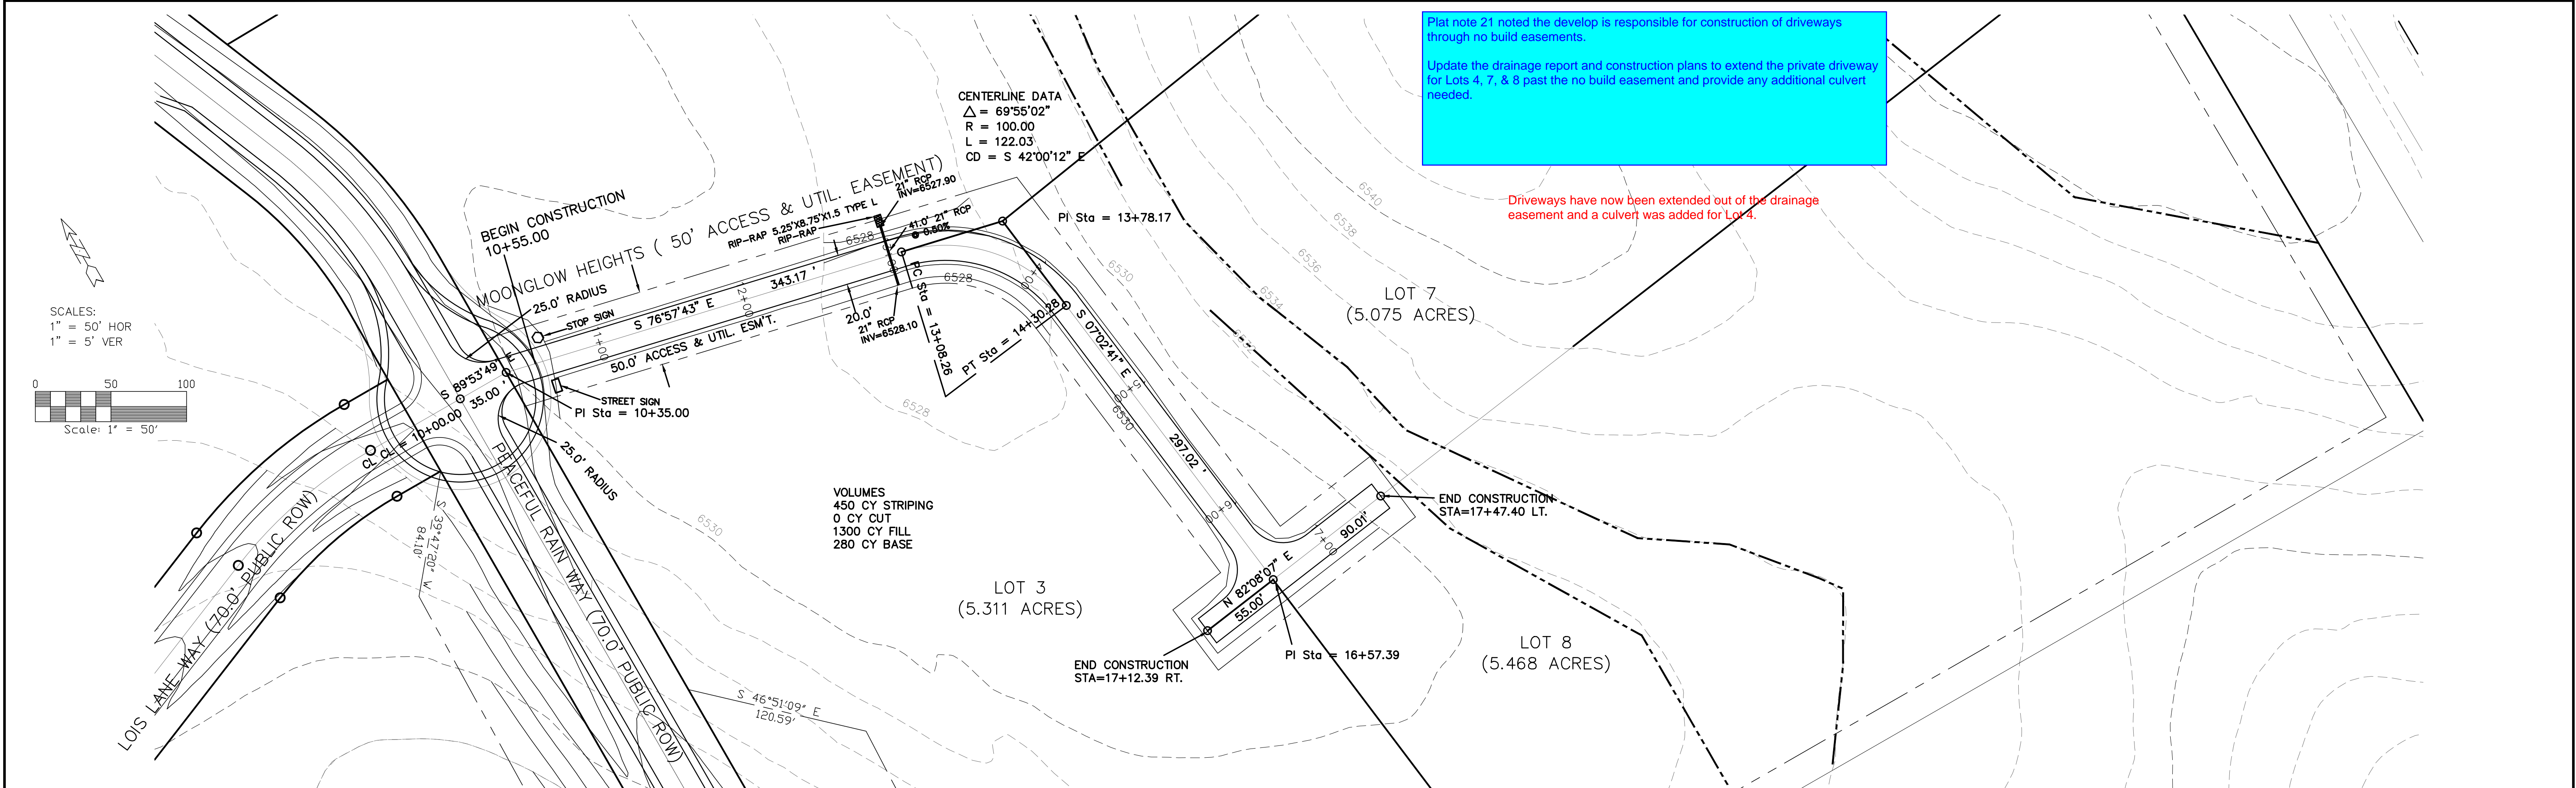 Plat note 21 noted the develop is responsible for construction of driveways
through no build easements.
Update the drainage report and construction plans to extend the private driveway
for Lots 4, 7, & 8 past the no build easement and provide any additional culvert
needed.
Driveways have now been extended out of the drainage
easement and a culvert was added for Lot 4.
CENTERLINE DATA
△ = 69°55'02"
R = 100.00
L = 122.03
CD = S 42°00'12" E
BEGIN CONSTRUCTION
10+55.00
MOONGLOW HEIGHTS ( 50' ACCESS & UTIL. EASEMENT)
21" RCP
INV=6527.90
RIP-RAP 5.25'X8.75'X1.5 TYPE L
RIP-RAP
41.0' 21" RCP
@ 0.50%
6528
PI Sta = 13+78.17
25.0' RADIUS
STOP SIGN
S 76°57'43" E
343.17 '
1+00
2+00
4+00
5+00
6+00
7+00
20.0'
21" RCP
INV=6528.10
50.0' ACCESS & UTIL. ESM'T.
PC Sta = 13+08.26
PT Sta = 14+30.28
6528
6528
6530
6530
6530
6534
6536
6538
6540
S 07°02'41" E
297.02 '
LOT 7
(5.075 ACRES)
SCALES:
1" = 50' HOR
1" = 5' VER
0 50 100
Scale: 1" = 50'
S 89°53'49" E
35.00 '
CL CL = 10+00.00
STREET SIGN
PI Sta = 10+35.00
25.0' RADIUS
PEACEFUL RAIN WAY (70.0' PUBLIC ROW)
LOIS LANE WAY (70.0' PUBLIC ROW)
S 39°47'20" W
84.10'
VOLUMES
450 CY STRIPING
0 CY CUT
1300 CY FILL
280 CY BASE
LOT 3
(5.311 ACRES)
END CONSTRUCTION
STA=17+47.40 LT.
90.01'
N 82°08'07" E
55.00'
PI Sta = 16+57.39
END CONSTRUCTION
STA=17+12.39 RT.
LOT 8
(5.468 ACRES)
S 46°51'09" E
120.59'